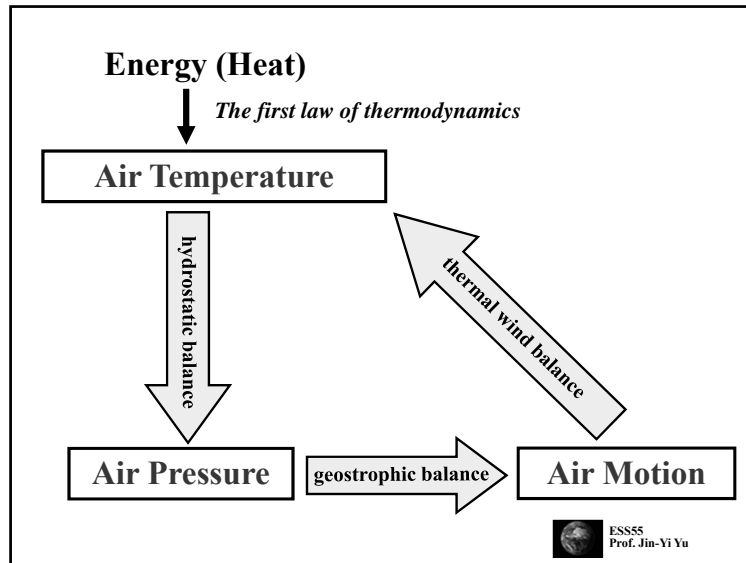 Energy (Heat)
The first law of thermodynamics
Air Temperature
hydrostatic balance
thermal wind balance
Air Pressure
geostrophic balance
Air Motion
ESS55
Prof. Jin-Yi Yu